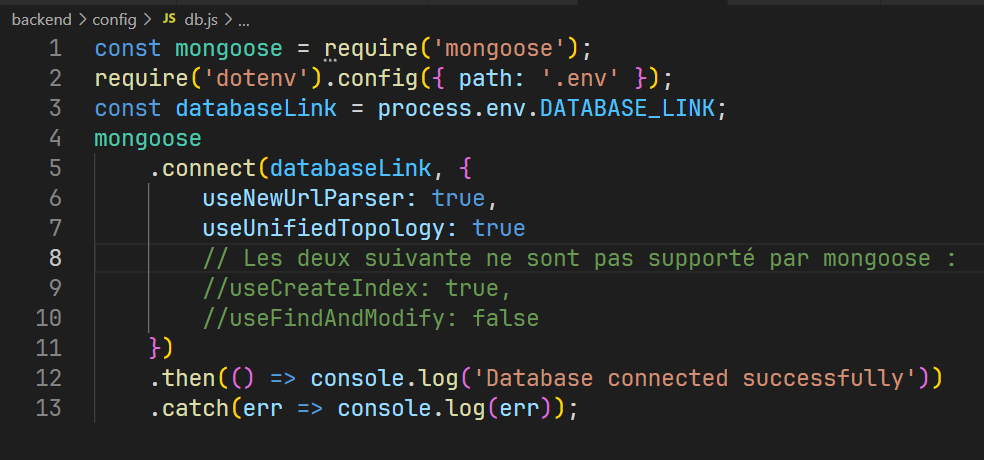 backend > config > JS db.js > ...
1 const mongoose = require('mongoose');
2 require('dotenv').config({ path: '.env' });
3 const databaseLink = process.env.DATABASE_LINK;
4 mongoose
5 .connect(databaseLink, {
6 useNewUrlParser: true,
7 useUnifiedTopology: true
8 // Les deux suivante ne sont pas supporté par mongoose :
9 //useCreateIndex: true,
10 //useFindAndModify: false
11 })
12 .then(() => console.log('Database connected successfully'))
13 .catch(err => console.log(err));